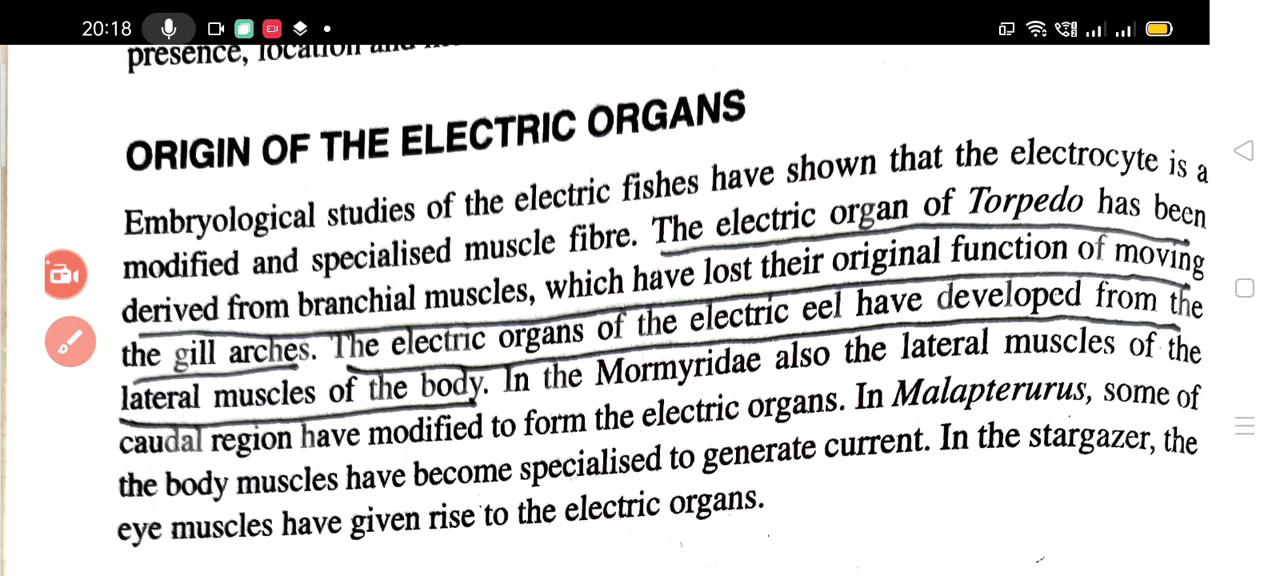 20:18
presence, location and
ORIGIN OF THE ELECTRIC ORGANS
Embryological studies of the electric fishes have shown that the electrocyte is a
modified and specialised muscle fibre. The electric organ of Torpedo has been
derived from branchial muscles, which have lost their original function of moving
the gill arches. The electric organs of the electric eel have developed from the
lateral muscles of the body. In the Mormyridae also the lateral muscles of the
caudal region have modified to form the electric organs. In Malapterurus, some of
the body muscles have become specialised to generate current. In the stargazer, the
eye muscles have given rise to the electric organs.